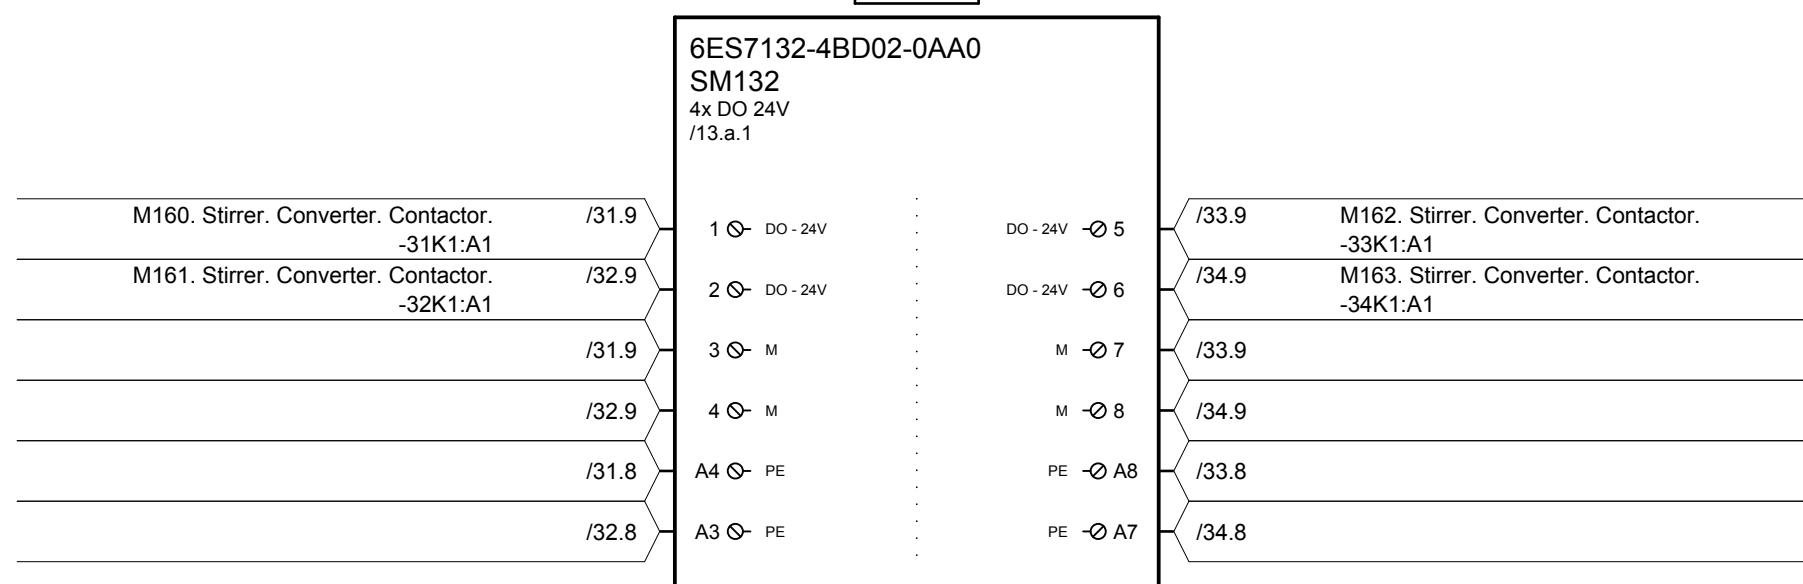 6ES7132-4BD02-0AA0
SM132
4x DO 24V
/13.a.1
M160. Stirrer. Converter. Contactor. /31.9 1 DO - 24V DO - 24V 5 /33.9 M162. Stirrer. Converter. Contactor.
-31K1:A1 -33K1:A1
M161. Stirrer. Converter. Contactor. /32.9 2 DO - 24V DO - 24V 6 /34.9 M163. Stirrer. Converter. Contactor.
-32K1:A1 -34K1:A1
/31.9 3 M M 7 /33.9
/32.9 4 M M 8 /34.9
/31.8 A4 PE PE A8 /33.8
/32.8 A3 PE PE A7 /34.8